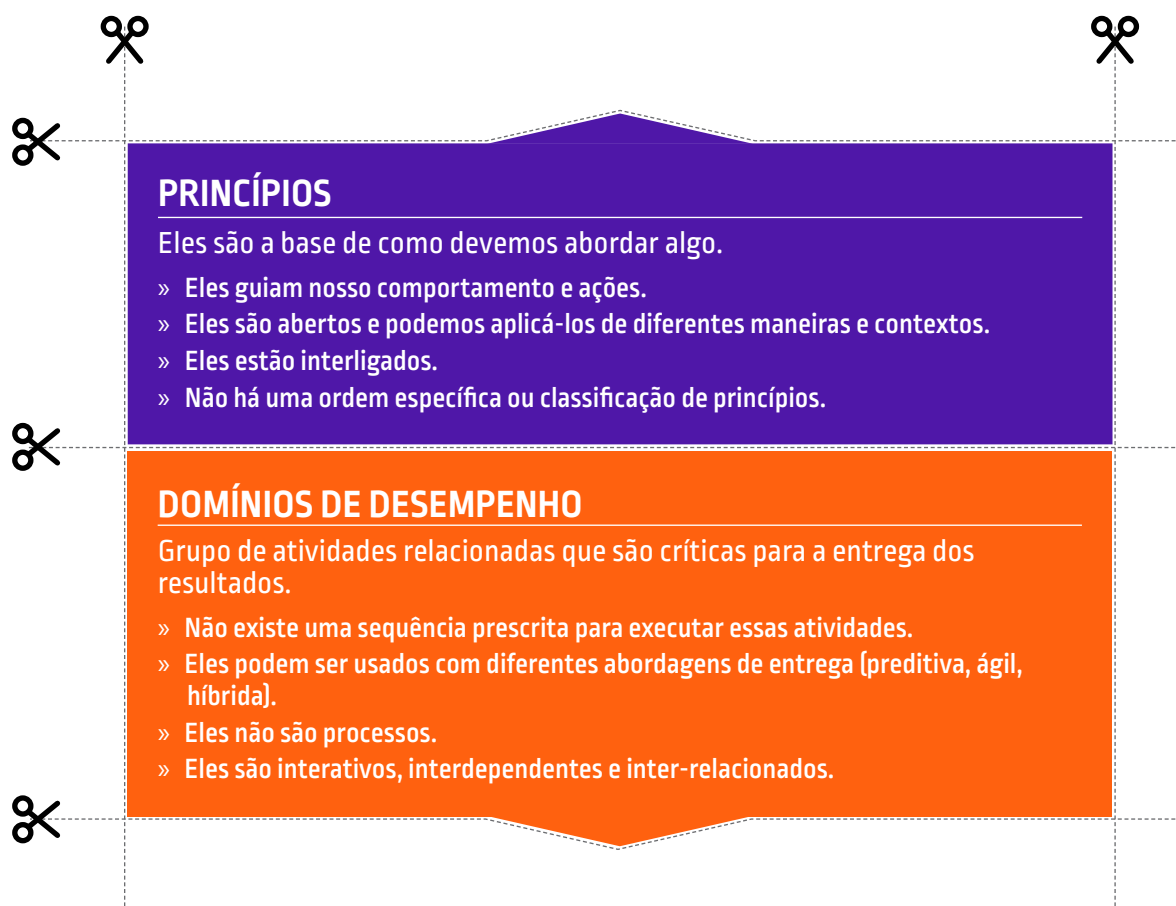 PRINCÍPIOS
Eles são a base de como devemos abordar algo.
» Eles guiam nosso comportamento e ações.
» Eles são abertos e podemos aplicá-los de diferentes maneiras e contextos.
» Eles estão interligados.
» Não há uma ordem específica ou classificação de princípios.
DOMÍNIOS DE DESEMPENHO
Grupo de atividades relacionadas que são críticas para a entrega dos
resultados.
» Não existe uma sequência prescrita para executar essas atividades.
» Eles podem ser usados com diferentes abordagens de entrega (preditiva, ágil,
híbrida).
» Eles não são processos.
» Eles são interativos, interdependentes e inter-relacionados.